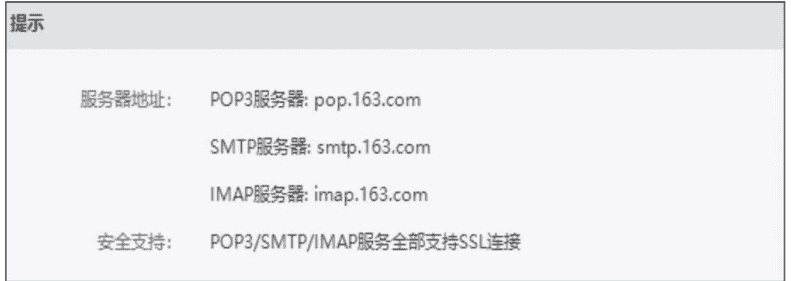 提示
服务器地址: POP3服务器: pop.163.com
SMTP服务器: smtp.163.com
IMAP服务器: imap.163.com
安全支持: POP3/SMTP/IMAP服务全部支持SSL连接